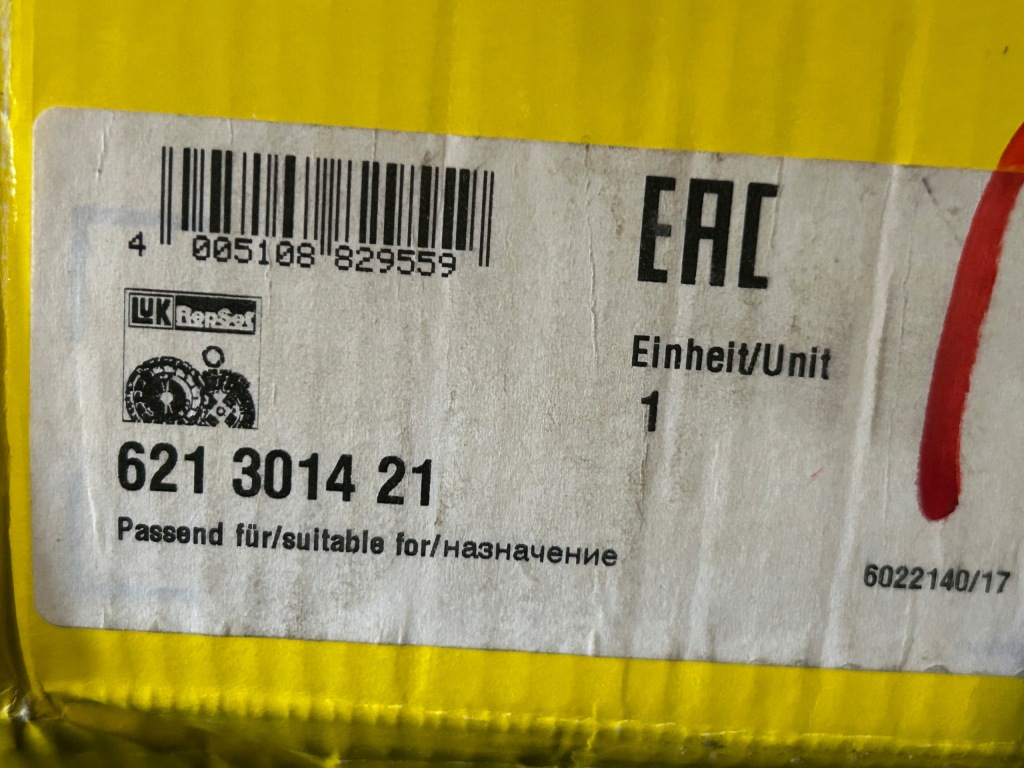 4 005108 829559
EAC
LUK RepSet
Einheit/Unit
1
621 3014 21
Passend für/suitable for/назначение
6022140/17